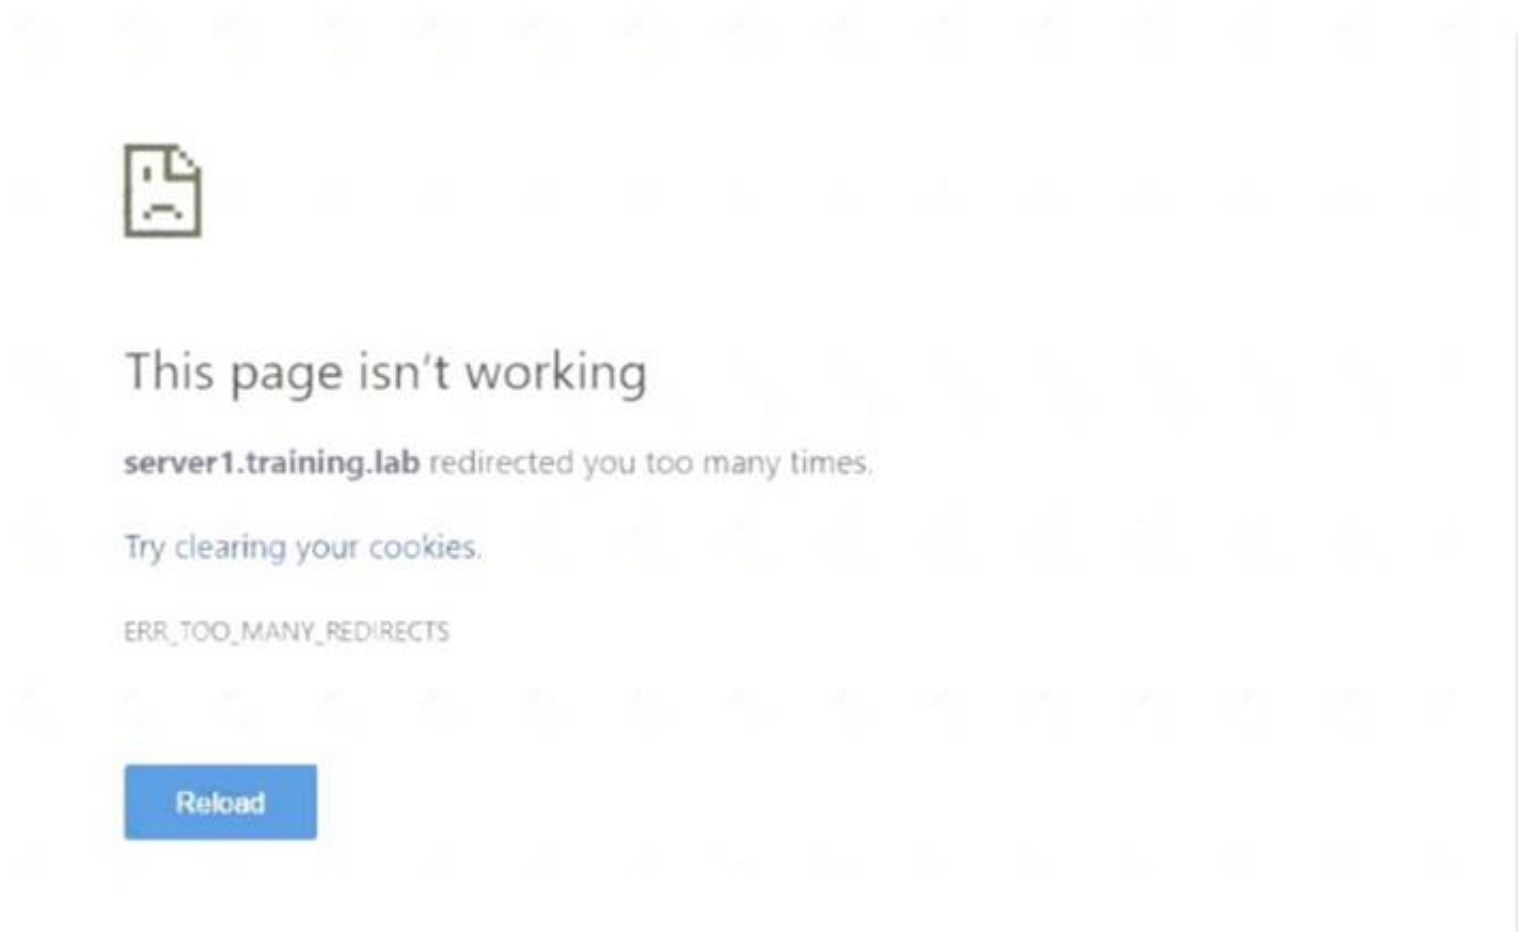 This page isn't working
server1.training.lab redirected you too many times.
Try clearing your cookies.
ERR_TOO_MANY_REDIRECTS
Reload